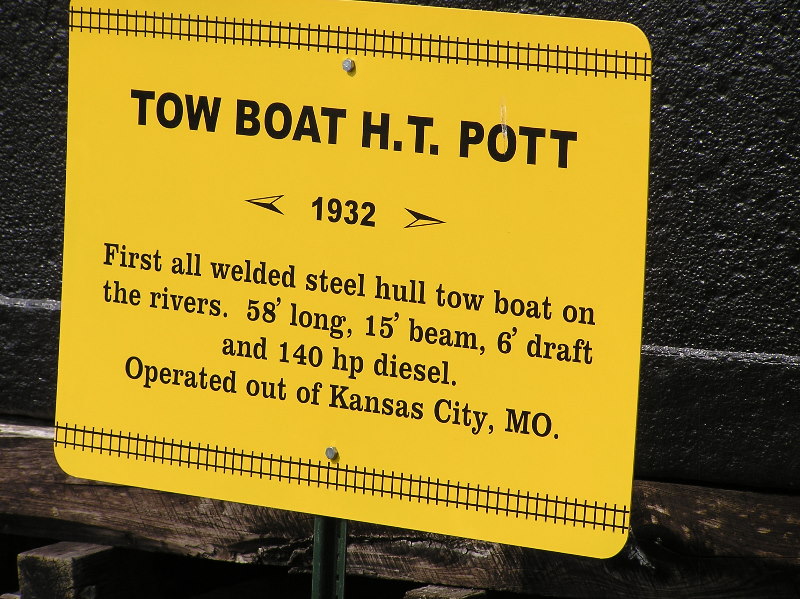 TOW BOAT H.T. POTT
1932
First all welded steel hull tow boat on
the rivers. 58' long, 15' beam, 6' draft
and 140 hp diesel.
Operated out of Kansas City, MO.